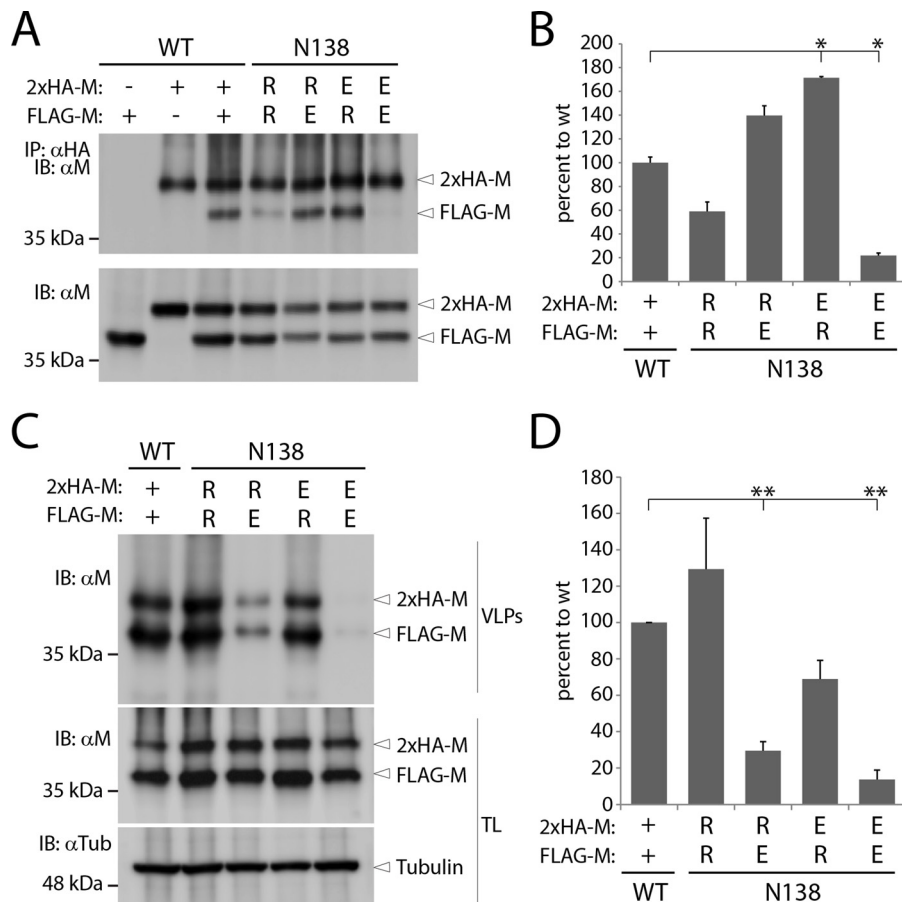 A
WT N138
2xHA-M: - + + R R E E
FLAG-M: + - + R E R E
IP: αHA
IB: αM
2xHA-M
FLAG-M
35 kDa
IB: αM
2xHA-M
FLAG-M
35 kDa
B
* *
percent to wt
200
180
160
140
120
100
80
60
40
20
0
2xHA-M: + R R E E
FLAG-M: + R E R E
WT N138
C
WT N138
2xHA-M: + R R E E
FLAG-M: + R E R E
IB: αM
2xHA-M
FLAG-M
35 kDa
VLPs
IB: αM
2xHA-M
FLAG-M
35 kDa
IB: αTub
Tubulin
48 kDa
TL
D
** **
percent to wt
180
160
140
120
100
80
60
40
20
0
2xHA-M: + R R E E
FLAG-M: + R E R E
WT N138